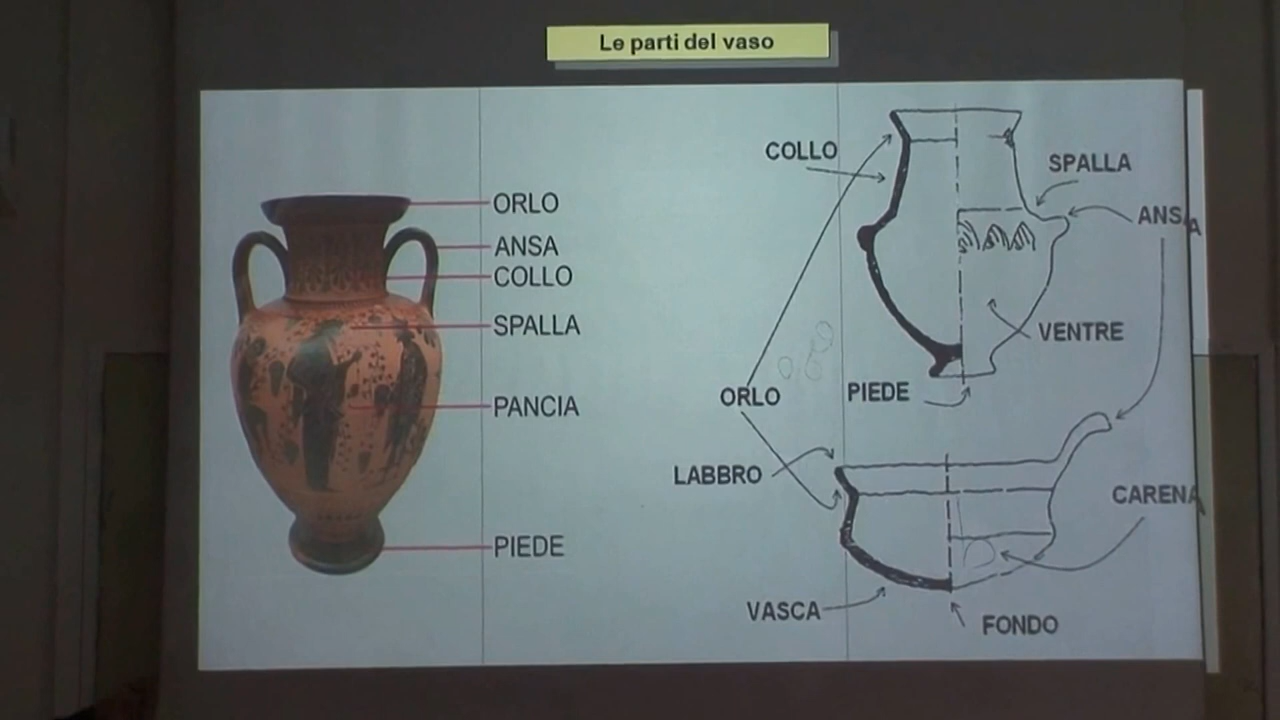 Le parti del vaso
ORLO
ANSA
COLLO
SPALLA
PANCIA
PIEDE
COLLO
SPALLA
ANSA
VENTRE
ORLO
PIEDE
LABBRO
CARENA
VASCA
FONDO